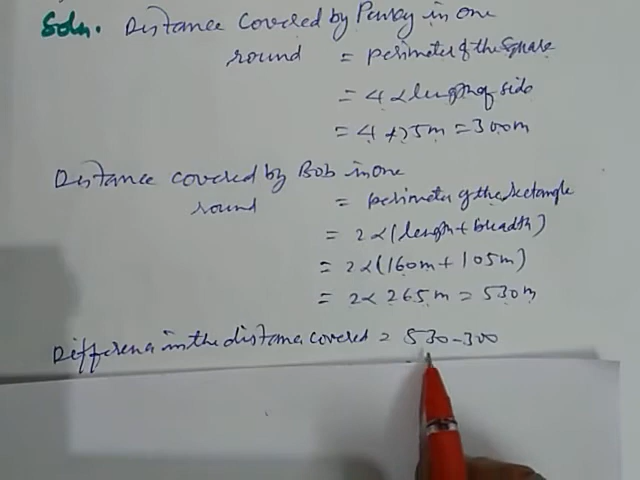 Soln. Distance covered by Pewoy in one
round = perimeter of the square
= 4 × length of side
= 4 × 75m = 300m
Distance covered by Bob in one
round = perimeter of the rectangle
= 2 × (length + breadth)
= 2 × (160m + 105m)
= 2 × 265m = 530m
Difference in the distance covered = 530 - 300